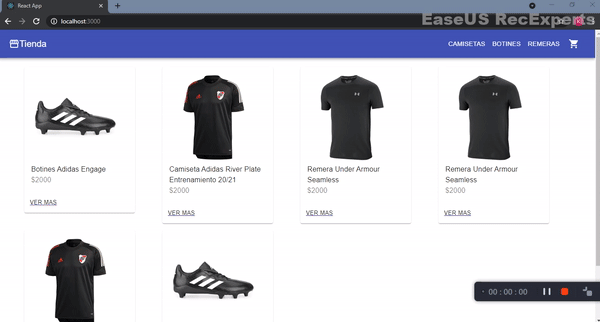 React App
EaseUS RecExperts
localhost:3000
Tienda
CAMISETAS BOTINES REMERAS
Botines Adidas Engage
$2000
VER MAS
Camiseta Adidas River Plate
Entrenamiento 20/21
$2000
VER MAS
Remera Under Armour
Seamless
$2000
VER MAS
Remera Under Armour
Seamless
$2000
VER MAS
00 : 00 : 00